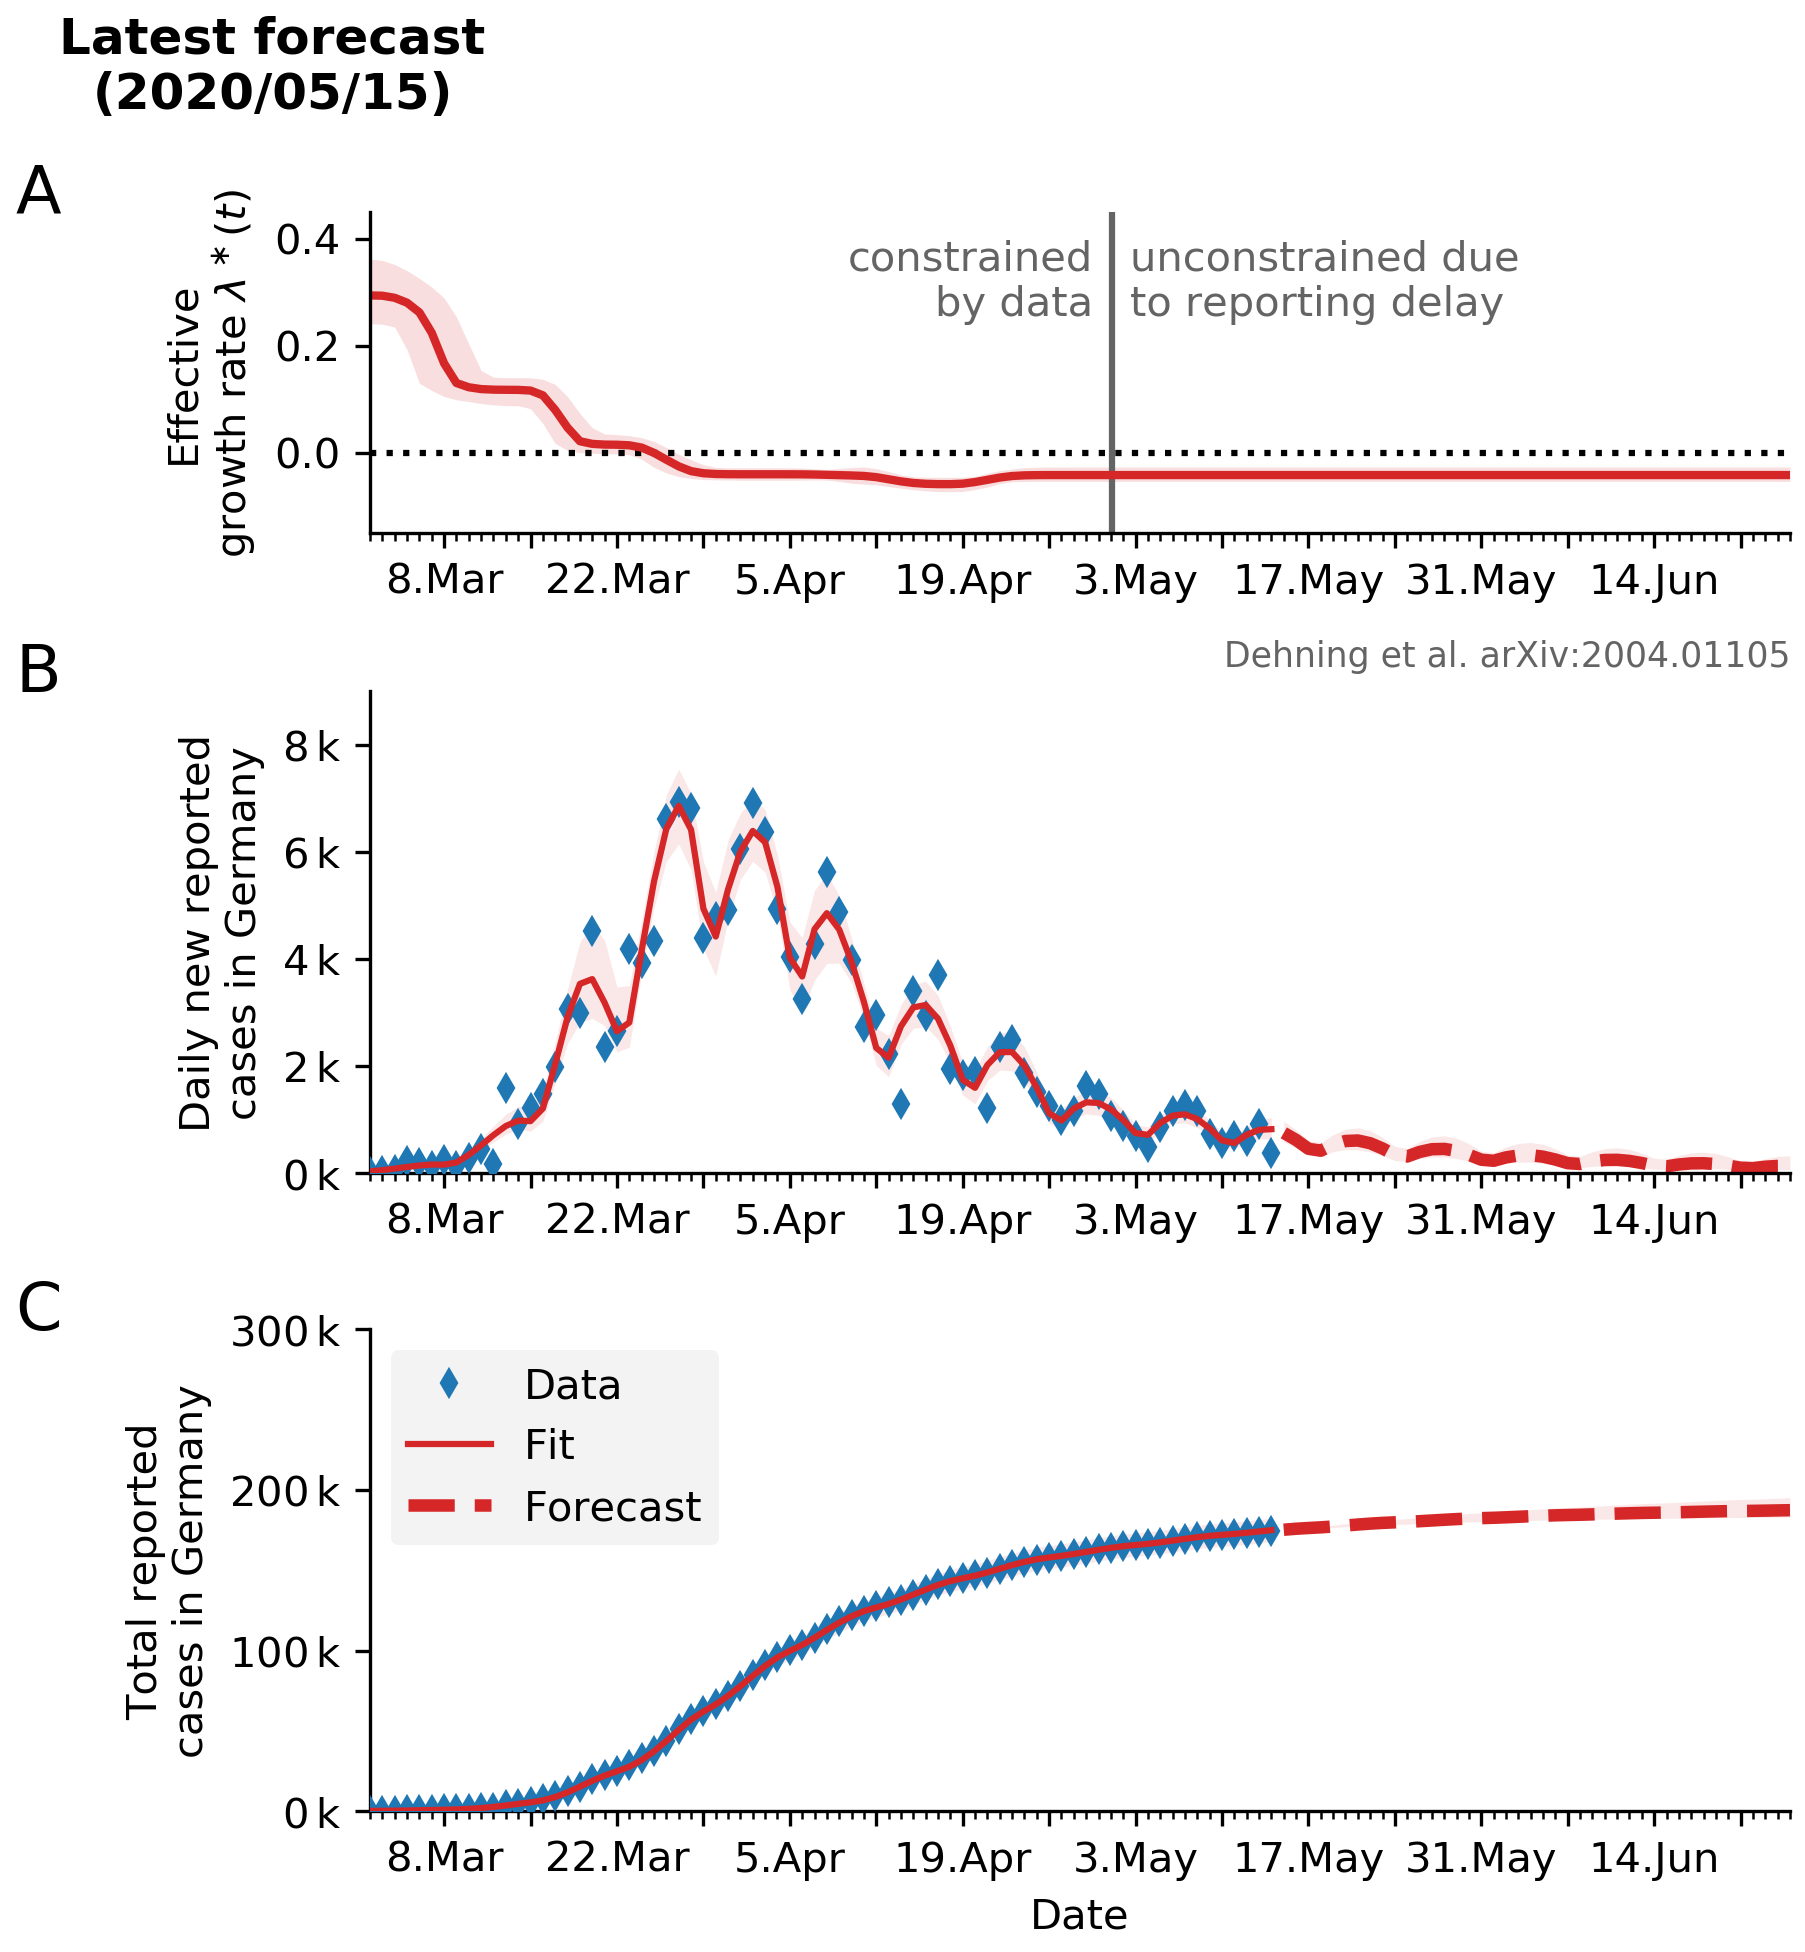 Latest forecast
(2020/05/15)
A
Effective
growth rate λ* (t)
0.4
0.2
0.0
constrained
by data
unconstrained due
to reporting delay
8.Mar 22.Mar 5.Apr 19.Apr 3.May 17.May 31.May 14.Jun
B
Dehning et al. arXiv:2004.01105
Daily new reported
cases in Germany
8 k
6 k
4 k
2 k
0 k
8.Mar 22.Mar 5.Apr 19.Apr 3.May 17.May 31.May 14.Jun
C
Total reported
cases in Germany
300 k
200 k
100 k
0 k
Data
Fit
Forecast
8.Mar 22.Mar 5.Apr 19.Apr 3.May 17.May 31.May 14.Jun
Date